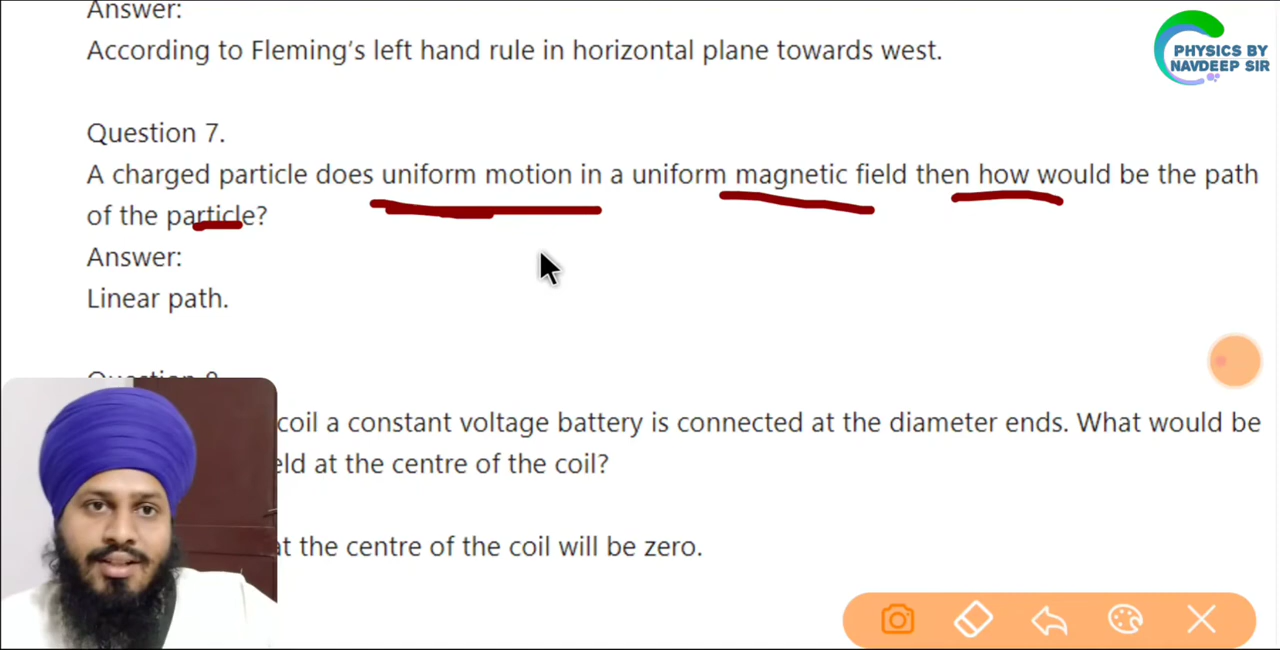 Answer:
According to Fleming’s left hand rule in horizontal plane towards west.
PHYSICS BY
NAVDEEP SIR
Question 7.
A charged particle does uniform motion in a uniform magnetic field then how would be the path
of the particle?
Answer:
Linear path.
Question
coil a constant voltage battery is connected at the diameter ends. What would be
at the centre of the coil?
the centre of the coil will be zero.